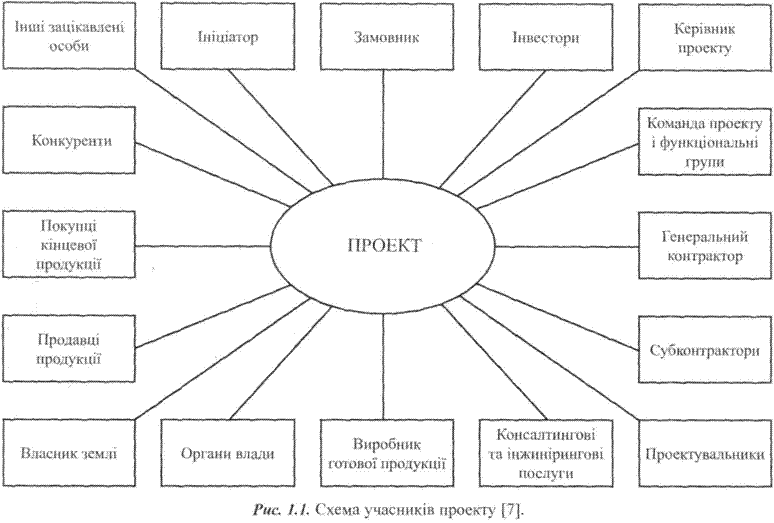 Інші зацікавлені
особи
Ініціатор
Замовник
Інвестори
Керівник
проекту
Конкуренти
Команда проекту
і функціональні
групи
Покупці
кінцевої
продукції
ПРОЕКТ
Генеральний
контрактор
Продавці
продукції
Субконтрактори
Власник землі
Органи влади
Виробник
готової продукції
Консалтингові
та інжинірингові
послуги
Проектувальники
Рис. 1.1. Схема учасників проекту [7].